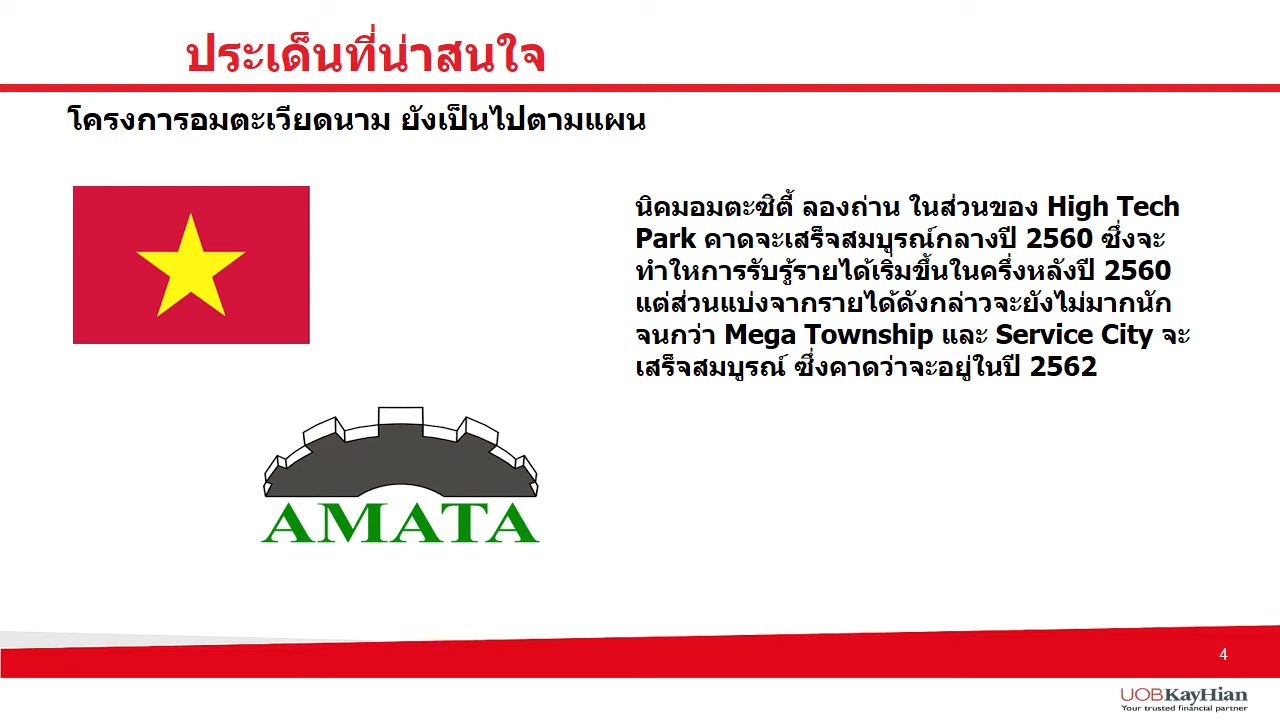 ประเด็นที่น่าสนใจ
โครงการอมตะเวียดนาม ยังเป็นไปตามแผน
นิคมอมตะซิตี้ ลองถ่าน ในส่วนของ High Tech
Park คาดจะเสร็จสมบูรณ์กลางปี 2560 ซึ่งจะ
ทำใหการรับรู้รายได้เริ่มขึ้นในครึ่งหลังปี 2560
แต่ส่วนแบ่งจากรายได้ดังกล่าวจะยังไม่มากนัก
จนกว่า Mega Township และ Service City จะ
เสร็จสมบูรณ์ ซึ่งคาดว่าจะอยู่ในปี 2562
AMATA
4
UOBKayHian
Your trusted financial partner